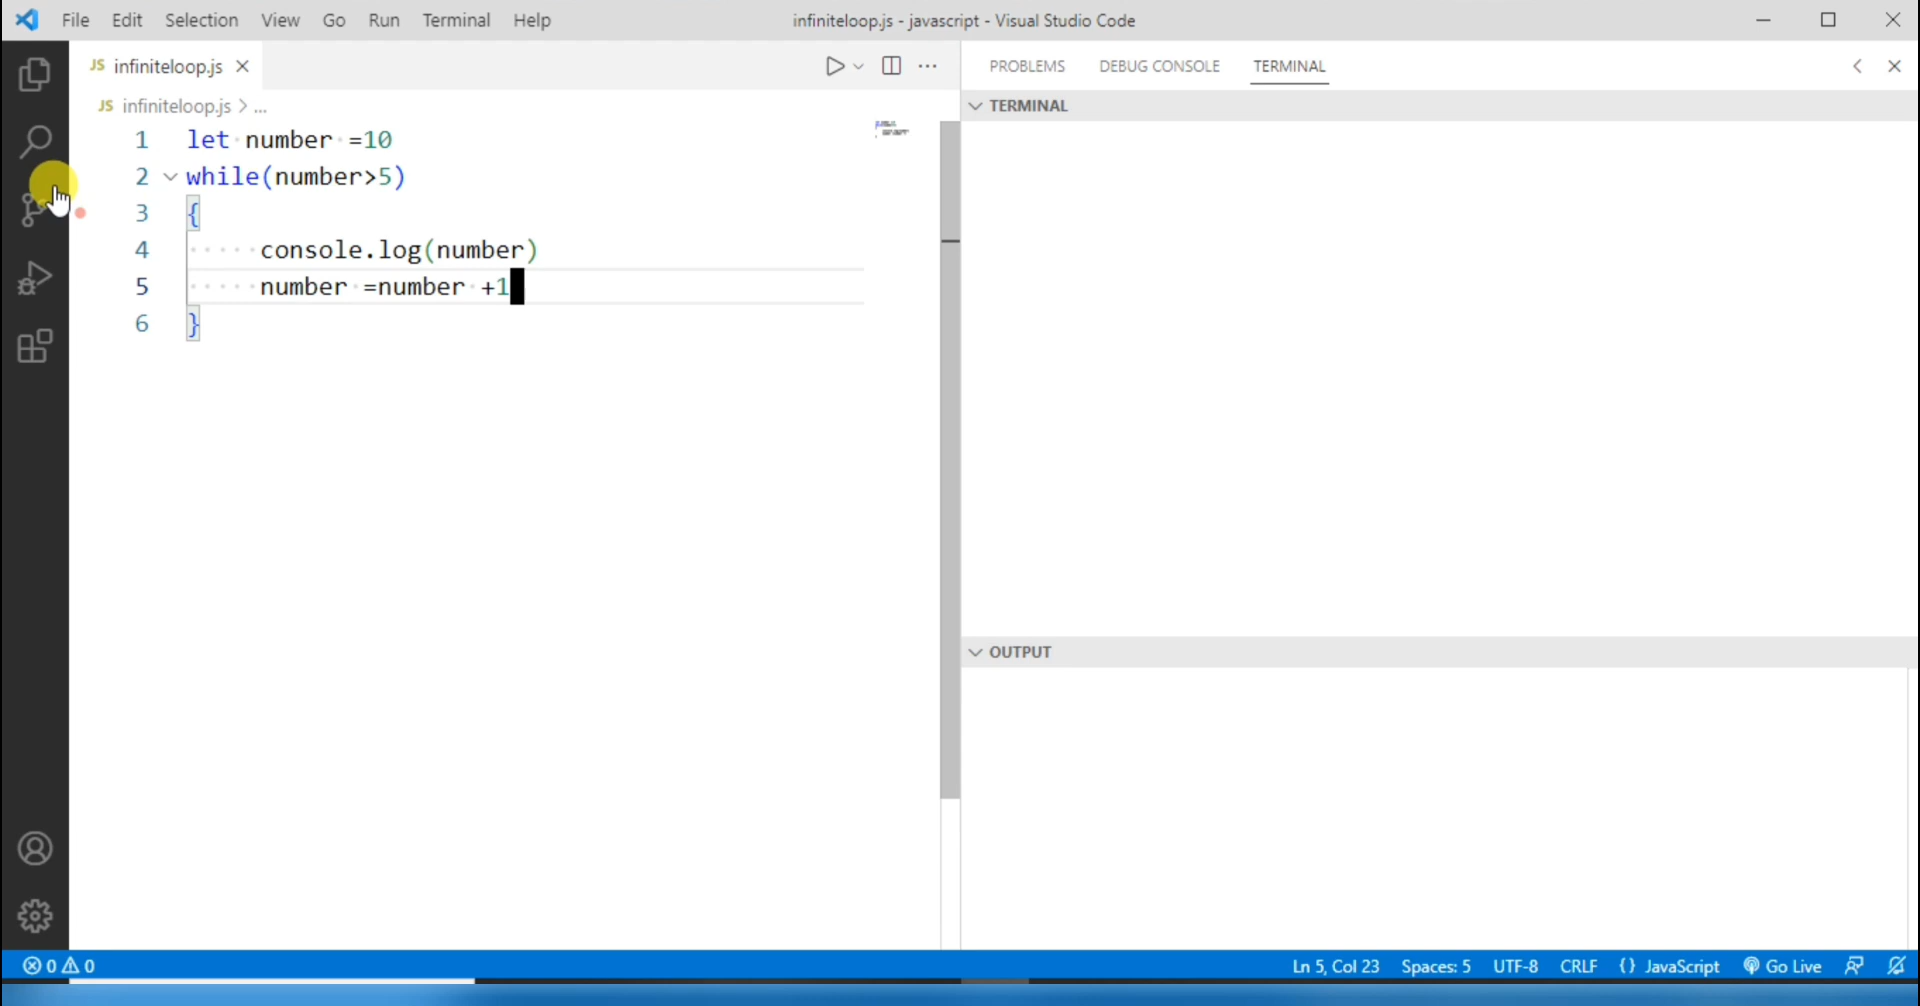 File Edit Selection View Go Run Terminal Help infiniteloop.js - javascript - Visual Studio Code
JS infiniteloop.js
JS infiniteloop.js > ...
1 let number =10
2 while(number>5)
3 {
4 console.log(number)
5 number =number +1
6 }
PROBLEMS DEBUG CONSOLE TERMINAL
TERMINAL
OUTPUT
0 0 Ln 5, Col 23 Spaces: 5 UTF-8 CRLF {} JavaScript Go Live